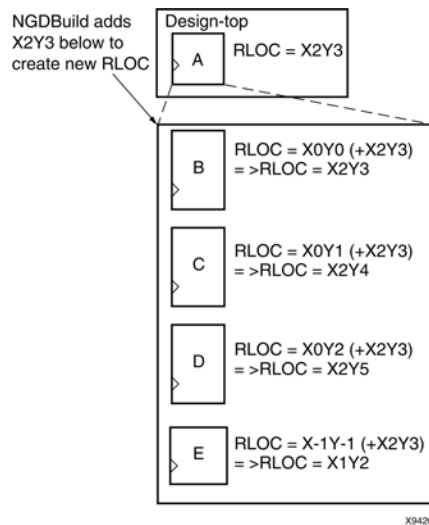 NGDBuild adds
X2Y3 below to
create new RLOC
Design-top
A
RLOC = X2Y3
B
RLOC = X0Y0 (+X2Y3)
= >RLOC = X2Y3
C
RLOC = X0Y1 (+X2Y3)
= >RLOC = X2Y4
D
RLOC = X0Y2 (+X2Y3)
= >RLOC = X2Y5
E
RLOC = X-1Y-1 (+X2Y3)
= >RLOC = X1Y2